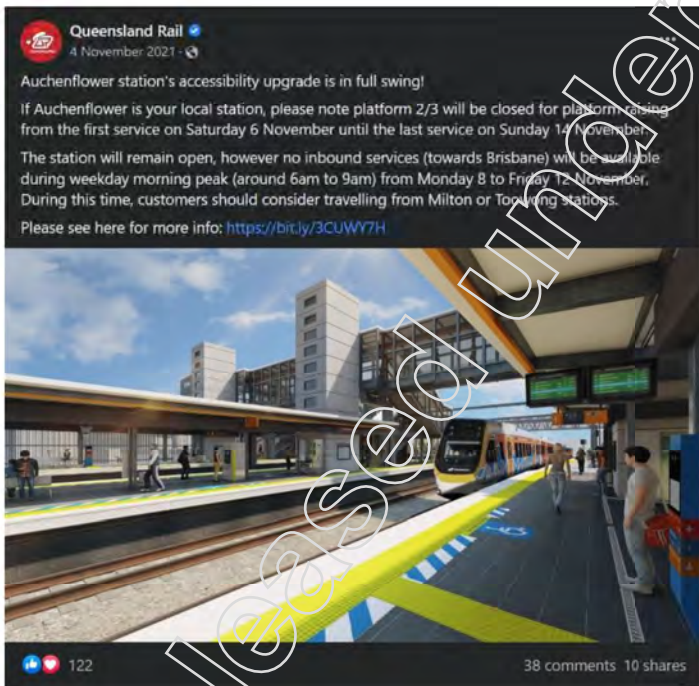 Queensland Rail
4 November 2021 ·
Auchenflower station's accessibility upgrade is in full swing!
If Auchenflower is your local station, please note platform 2/3 will be closed for platform raising
from the first service on Saturday 6 November until the last service on Sunday 14 November.
The station will remain open, however no inbound services (towards Brisbane) will be available
during weekday morning peak (around 6am to 9am) from Monday 8 to Friday 12 November.
During this time, customers should consider travelling from Milton or Toowong stations.
Please see here for more info: https://bit.ly/3CUWY7H
leased under
122
38 comments 10 shares